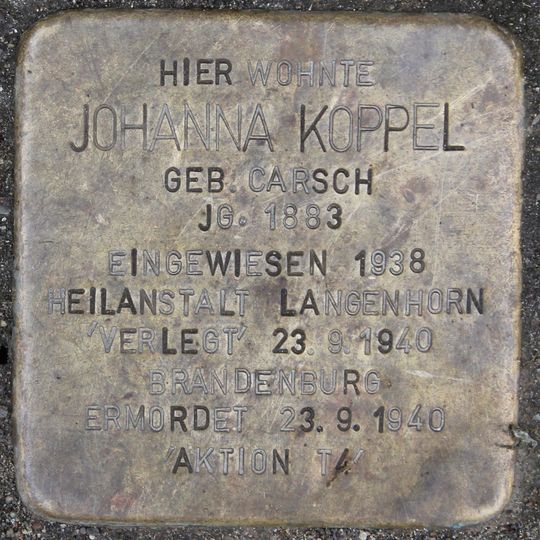 HIER WOHNTE
JOHANNA KOPPEL
GEB. CARSCH
JG. 1883
EINGEWIESEN 1938
HEILANSTALT LANGENHORN
'VERLEGT' 23.9.1940
BRANDENBURG
ERMORDET 23.9.1940
'AKTION T4'